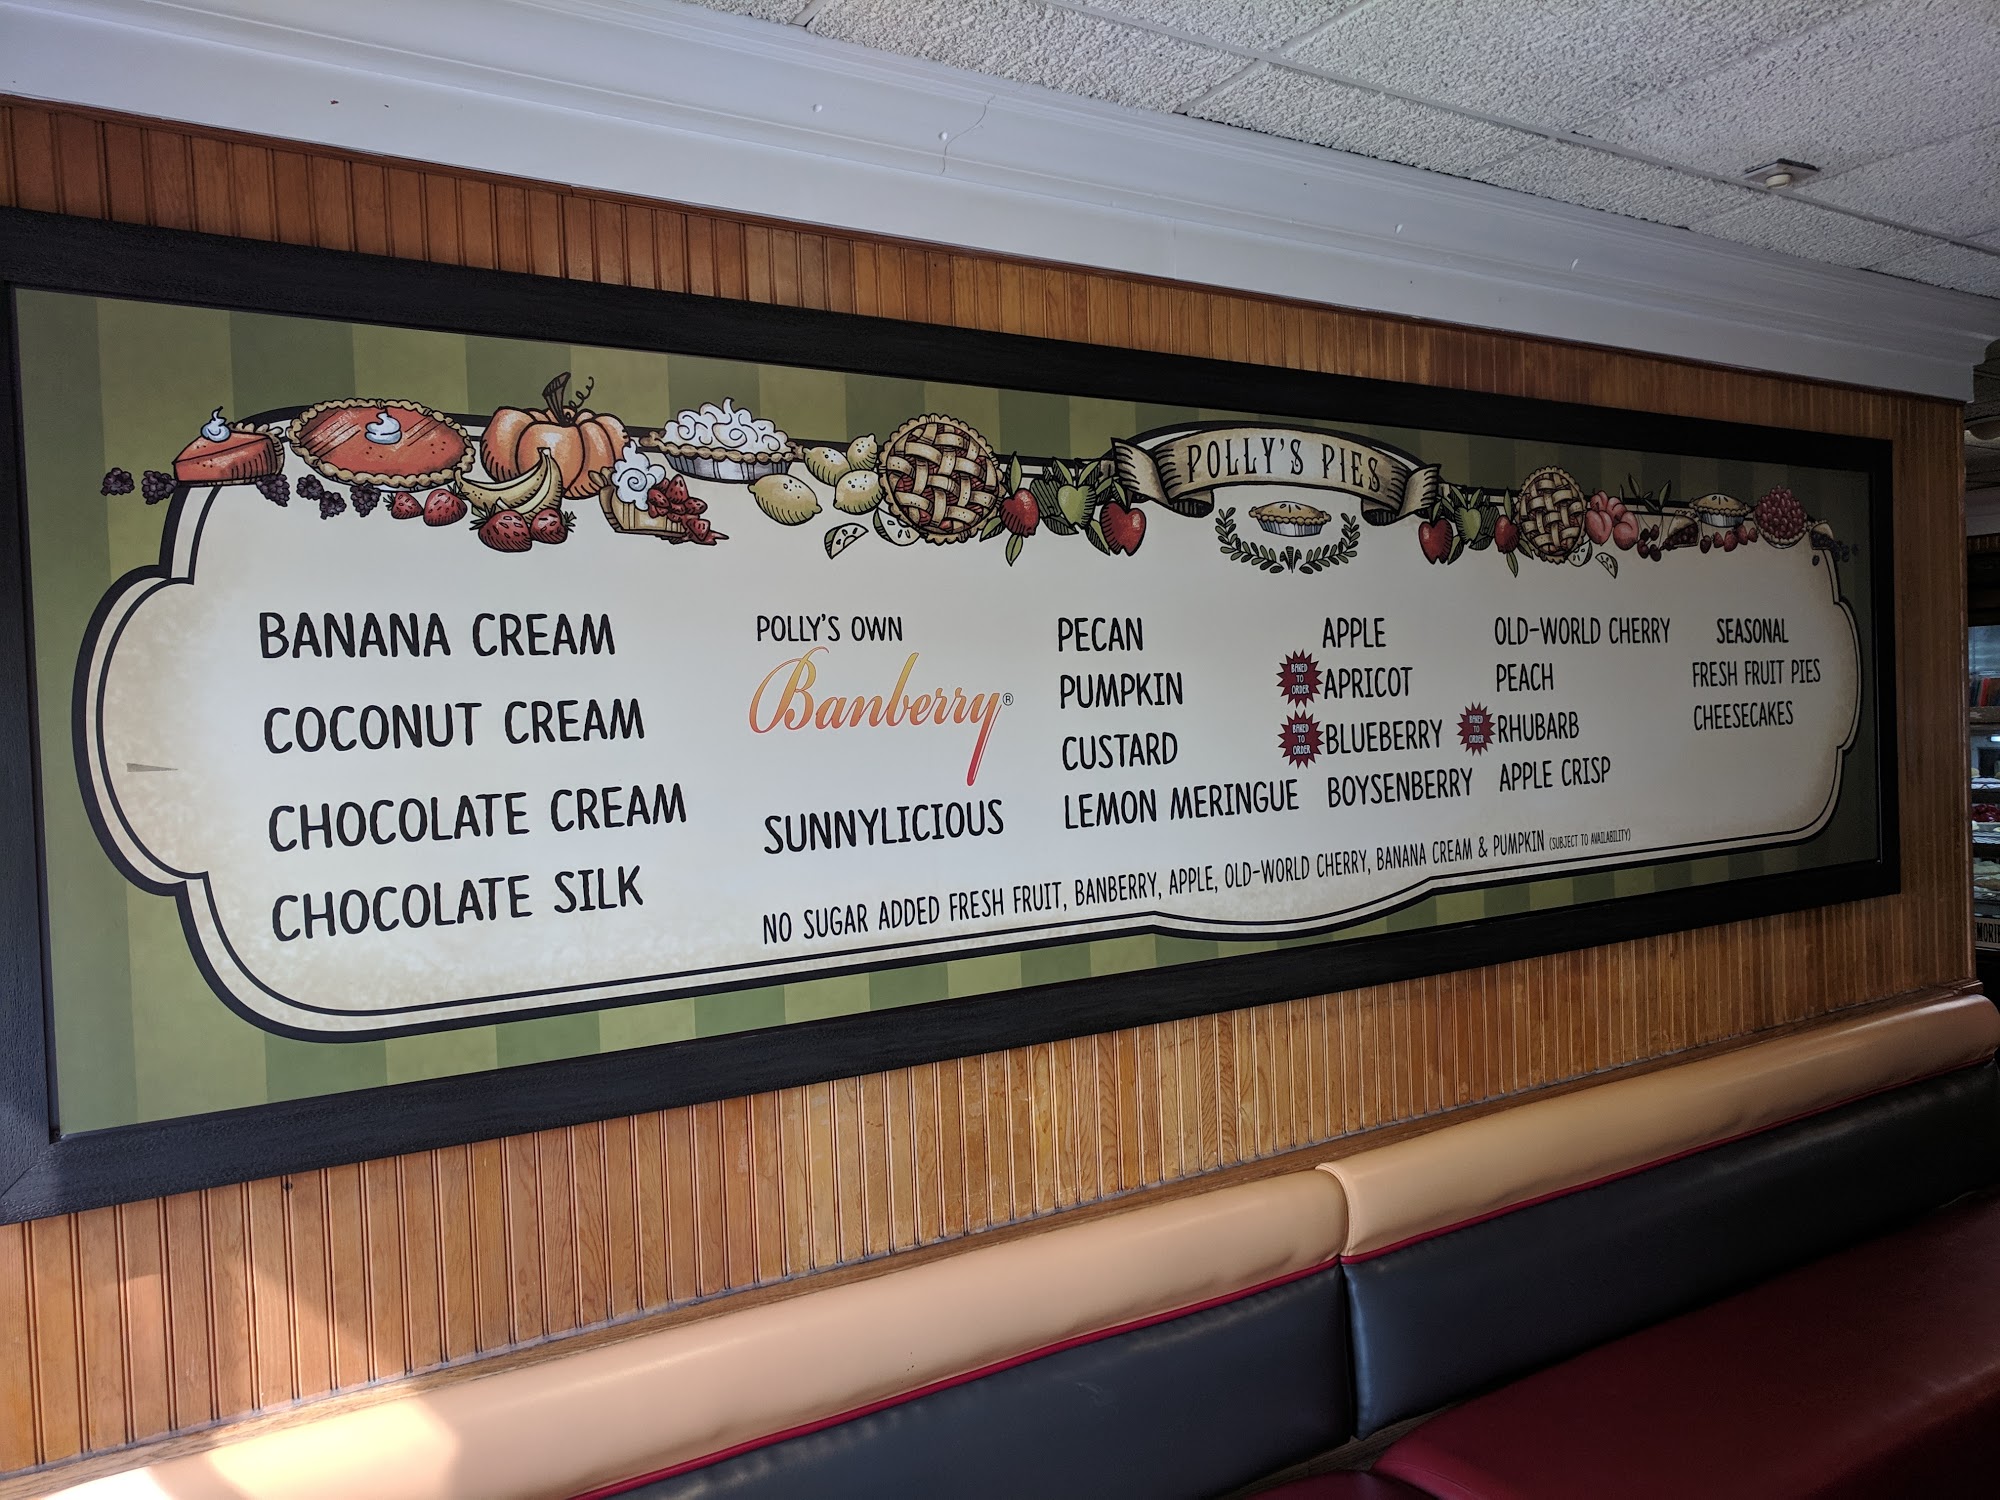 POLLY'S PIES
BANANA CREAM
COCONUT CREAM
CHOCOLATE CREAM
CHOCOLATE SILK
POLLY'S OWN
Banberry®
SUNNYLICIOUS
PECAN
PUMPKIN
CUSTARD
LEMON MERINGUE
APPLE
BAKED
TO
ORDER
APRICOT
BAKED
TO
ORDER
BLUEBERRY
BOYSENBERRY
OLD-WORLD CHERRY
PEACH
BAKED
TO
ORDER
RHUBARB
APPLE CRISP
SEASONAL
FRESH FRUIT PIES
CHEESECAKES
NO SUGAR ADDED FRESH FRUIT, BANBERRY, APPLE, OLD-WORLD CHERRY, BANANA CREAM & PUMPKIN (SUBJECT TO AVAILABILITY)